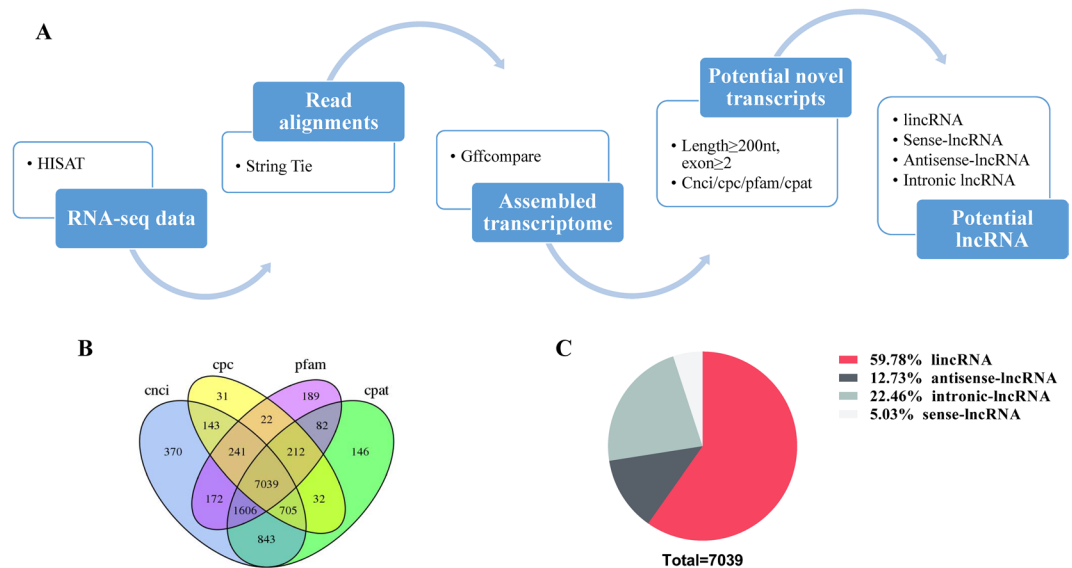 A
• HISAT
RNA-seq data
Read
alignments
• String Tie
• Gffcompare
Assembled
transcriptome
Potential novel
transcripts
• Length≥200nt,
exon≥2
• Cnci/cpc/pfam/cpat
• lincRNA
• Sense-lncRNA
• Antisense-lncRNA
• Intronic lncRNA
Potential
lncRNA
B
cnci
cpc
pfam
cpat
31
189
143
22
82
370
241
212
146
7039
172
32
1606
705
843
C
59.78% lincRNA
12.73% antisense-lncRNA
22.46% intronic-lncRNA
5.03% sense-lncRNA
Total=7039